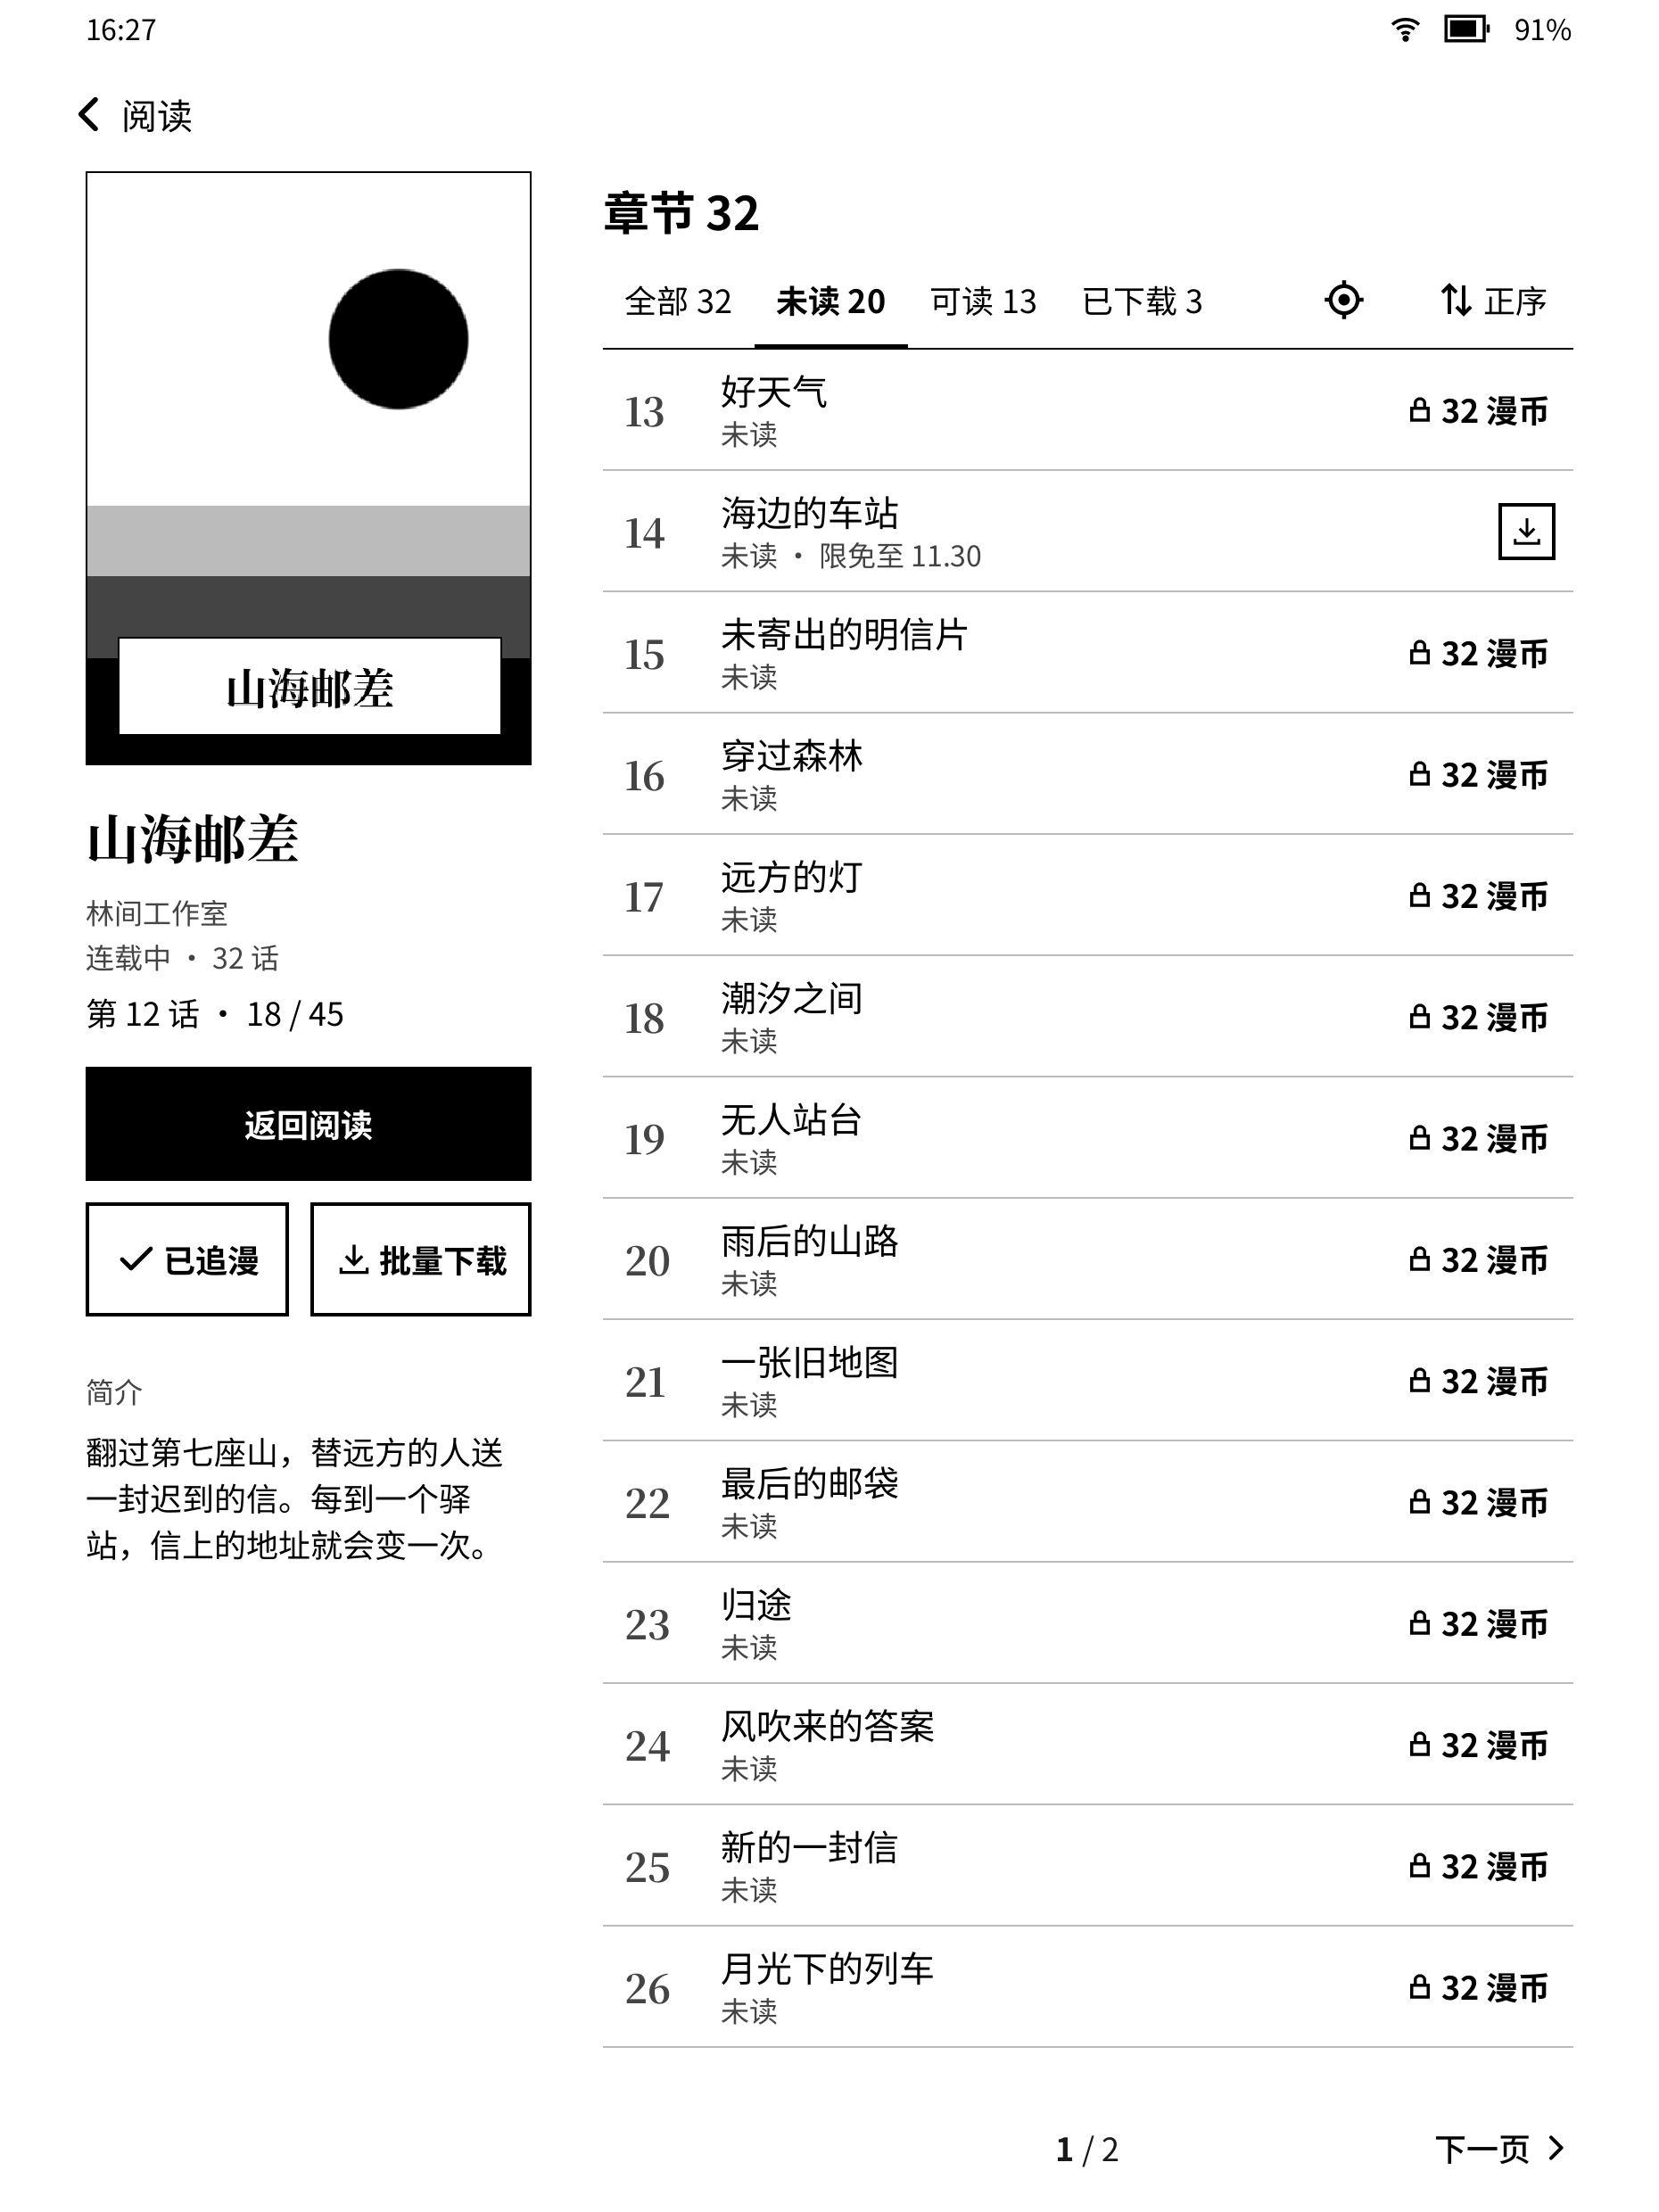 16:27
91%
阅读
山海邮差
山海邮差
林间工作室
连载中 · 32 话
第 12 话 · 18 / 45
返回阅读
已追漫
批量下载
简介
翻过第七座山，替远方的人送
一封迟到的信。每到一个驿
站，信上的地址就会变一次。
章节 32
全部 32 未读 20 可读 13 已下载 3 正序
13 好天气 32 漫币
未读
14 海边的车站
未读 · 限免至 11.30
15 未寄出的明信片 32 漫币
未读
16 穿过森林 32 漫币
未读
17 远方的灯 32 漫币
未读
18 潮汐之间 32 漫币
未读
19 无人站台 32 漫币
未读
20 雨后的山路 32 漫币
未读
21 一张旧地图 32 漫币
未读
22 最后的邮袋 32 漫币
未读
23 归途 32 漫币
未读
24 风吹来的答案 32 漫币
未读
25 新的一封信 32 漫币
未读
26 月光下的列车 32 漫币
未读
1 / 2
下一页